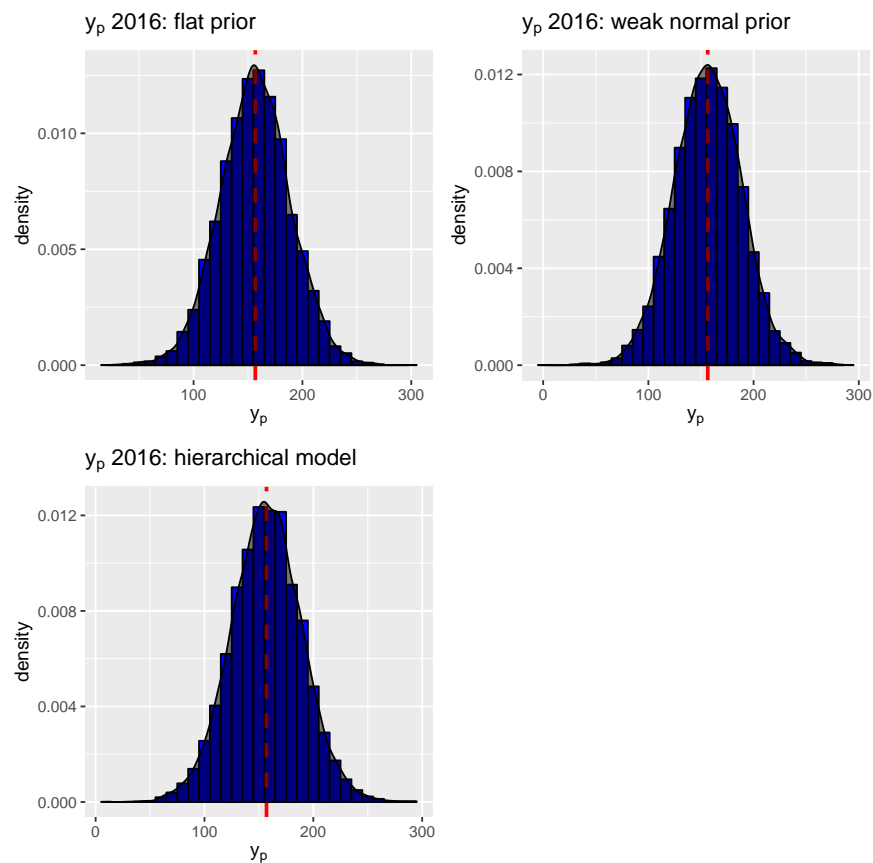 y_p 2016: flat prior
0.010
0.005
0.000
density
100 200 300
y_p
y_p 2016: weak normal prior
0.012
0.008
0.004
0.000
density
0 100 200 300
y_p
y_p 2016: hierarchical model
0.012
0.008
0.004
0.000
density
0 100 200 300
y_p